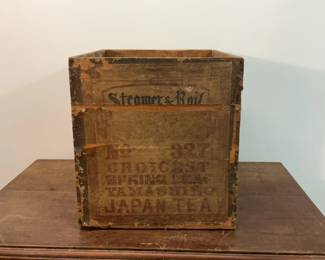 Steamer & Rail
No 327
CHOICEST
SPRING LEAF
YAMASHIRO
JAPAN TEA